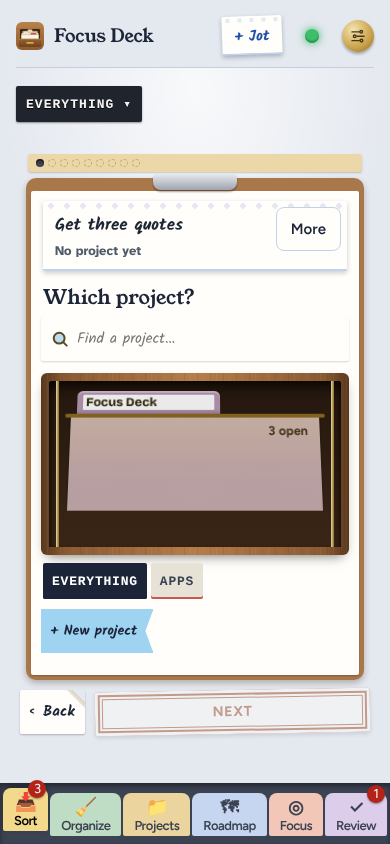 Focus Deck
+ Jot
EVERYTHING ▾
Get three quotes
No project yet
More
Which project?
Find a project...
Focus Deck
3 open
EVERYTHING
APPS
+ New project
‹ Back
NEXT
3
1
Sort
Organize
Projects
Roadmap
Focus
Review